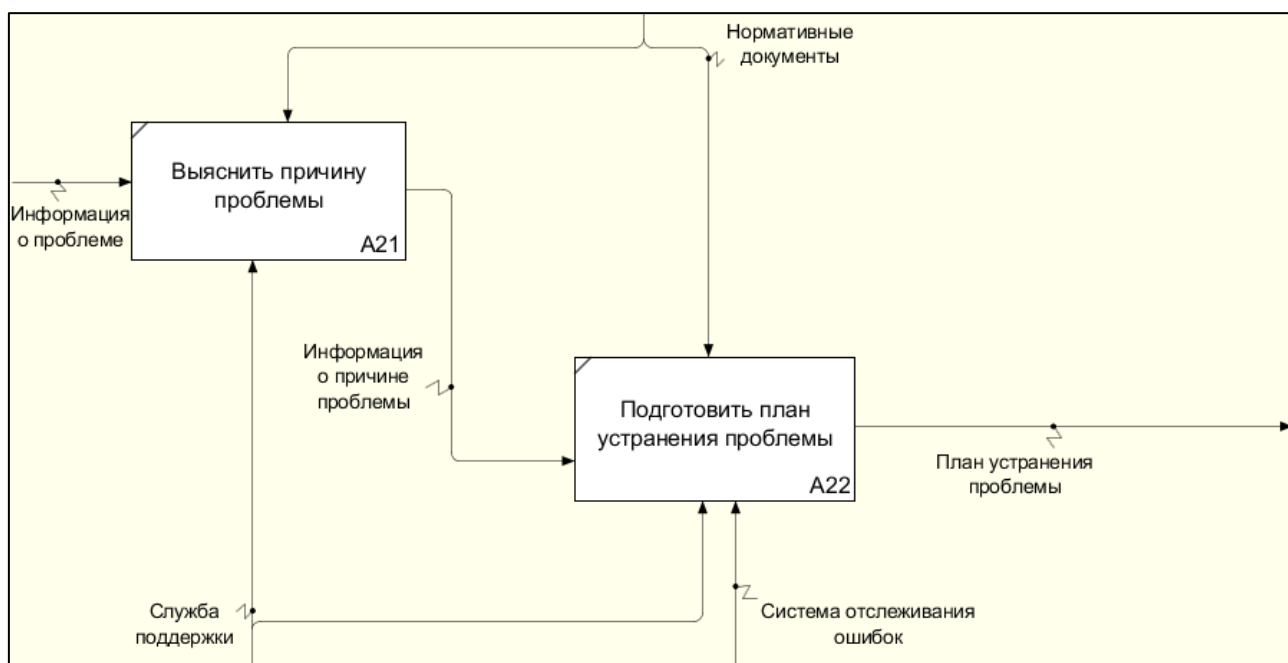 Нормативные
документы
Выяснить причину
проблемы
A21
Информация
о проблеме
Информация
о причине
проблемы
Подготовить план
устранения проблемы
A22
План устранения
проблемы
Служба
поддержки
Система отслеживания
ошибок